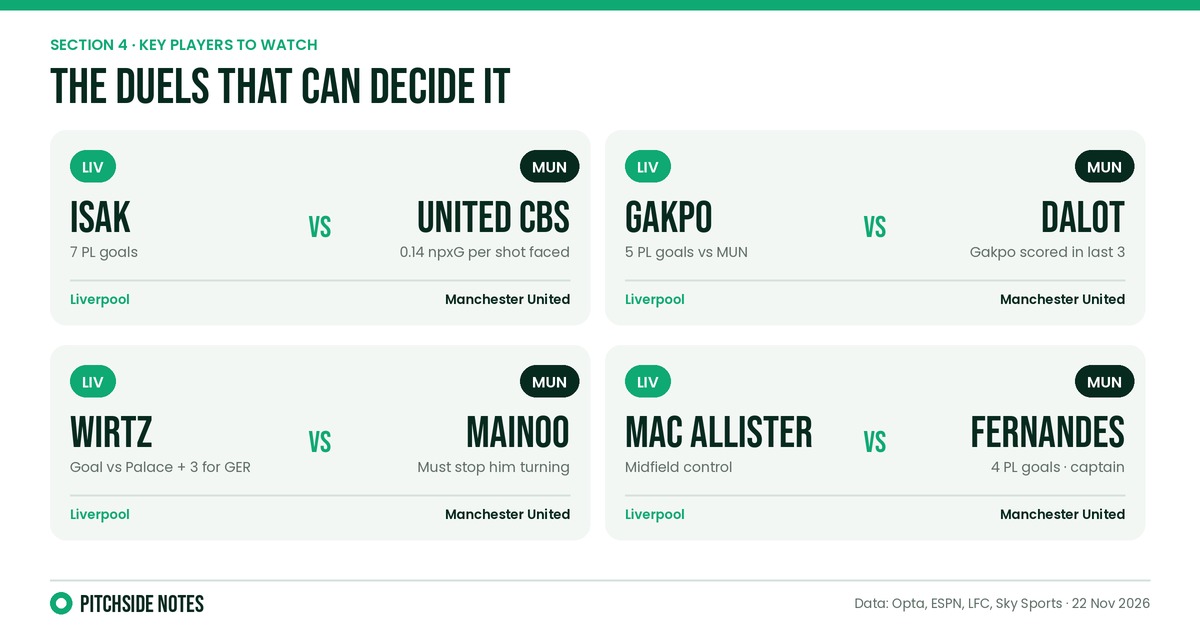 SECTION 4 · KEY PLAYERS TO WATCH
THE DUELS THAT CAN DECIDE IT
LIV
MUN
ISAK
VS
UNITED CBS
7 PL goals
0.14 npxG per shot faced
Liverpool
Manchester United
LIV
MUN
GAKPO
VS
DALOT
5 PL goals vs MUN
Gakpo scored in last 3
Liverpool
Manchester United
LIV
MUN
WIRTZ
VS
MAINOO
Goal vs Palace + 3 for GER
Must stop him turning
Liverpool
Manchester United
LIV
MUN
MAC ALLISTER
VS
FERNANDES
Midfield control
4 PL goals · captain
Liverpool
Manchester United
PITCHSIDE NOTES
Data: Opta, ESPN, LFC, Sky Sports · 22 Nov 2026